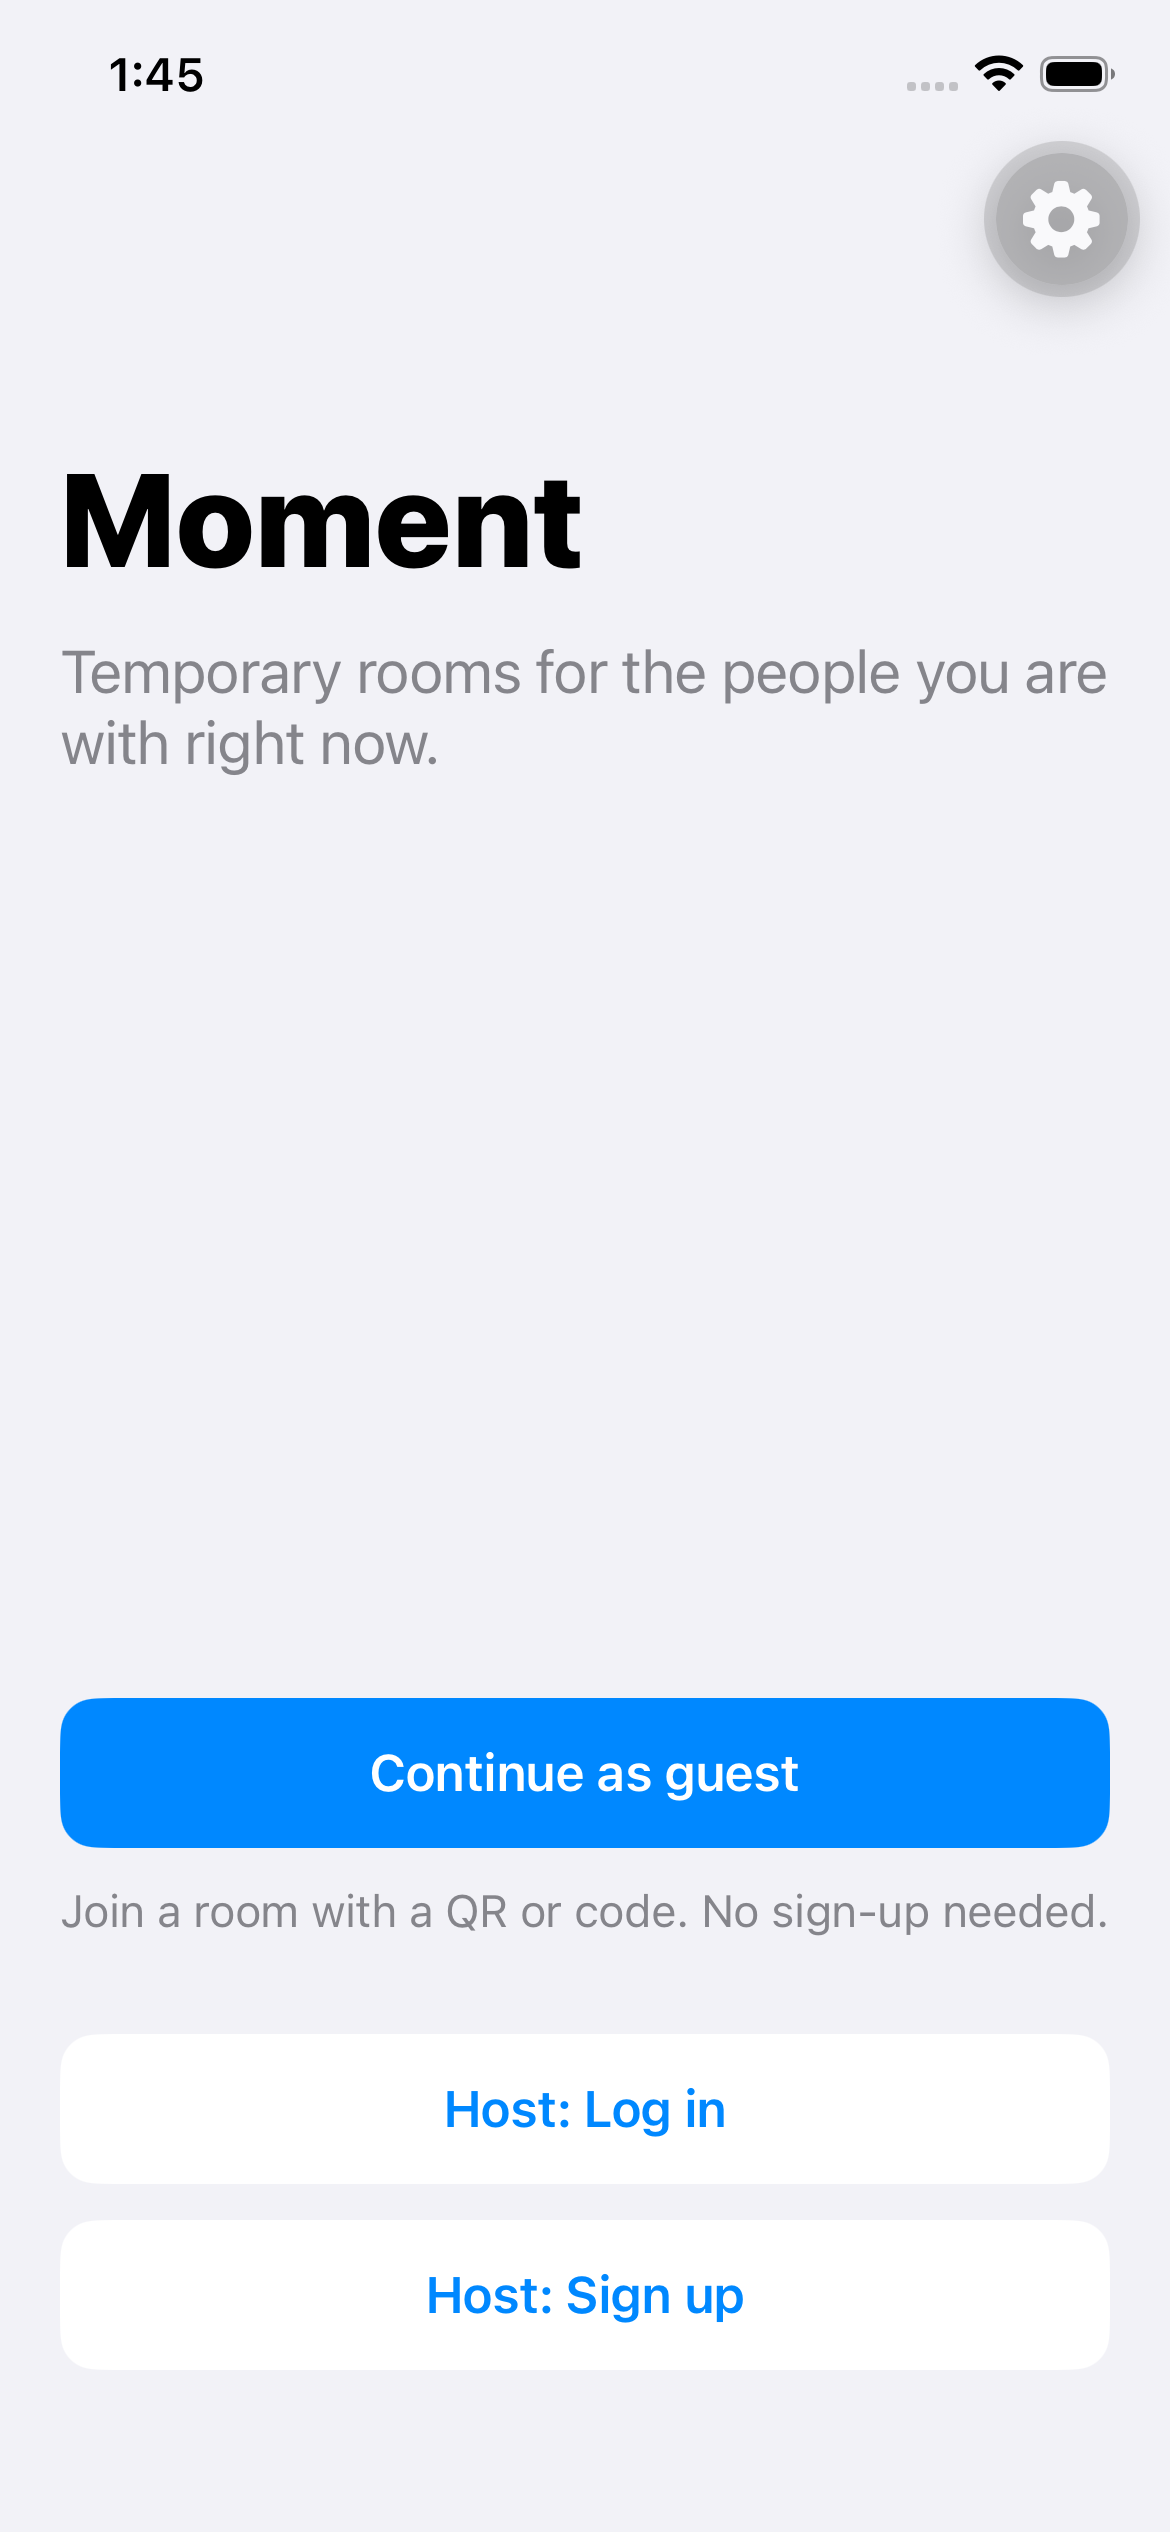 1:45
Moment
Temporary rooms for the people you are
with right now.
Continue as guest
Join a room with a QR or code. No sign-up needed.
Host: Log in
Host: Sign up